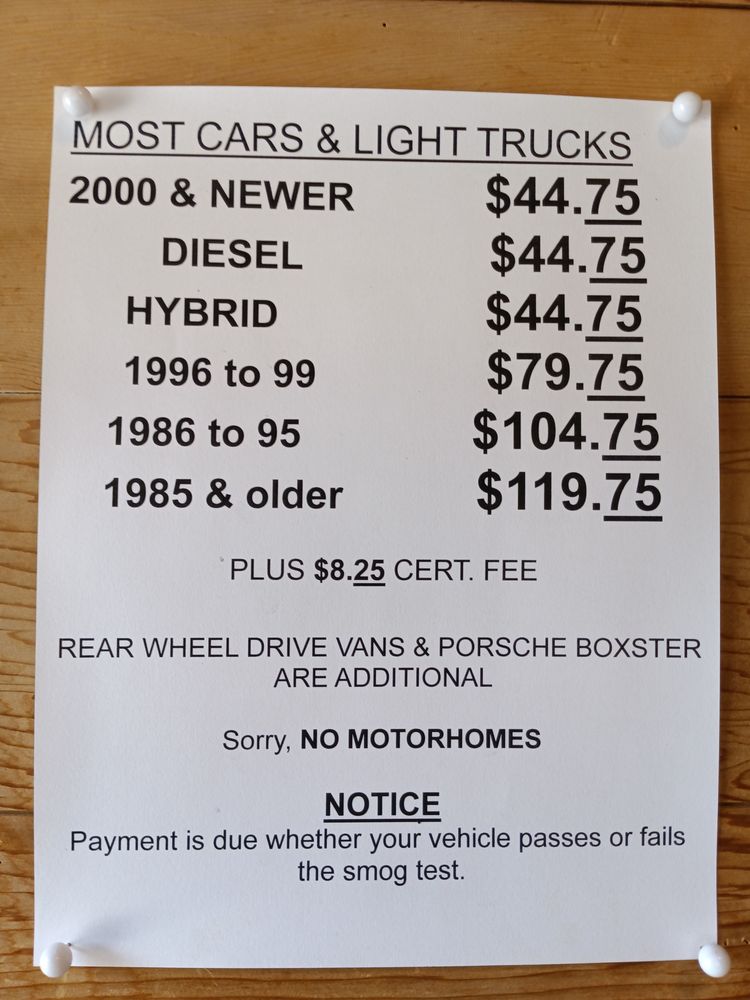 MOST CARS & LIGHT TRUCKS
2000 & NEWER $44.75
DIESEL $44.75
HYBRID $44.75
1996 to 99 $79.75
1986 to 95 $104.75
1985 & older $119.75
PLUS $8.25 CERT. FEE
REAR WHEEL DRIVE VANS & PORSCHE BOXSTER
ARE ADDITIONAL
Sorry, NO MOTORHOMES
NOTICE
Payment is due whether your vehicle passes or fails
the smog test.